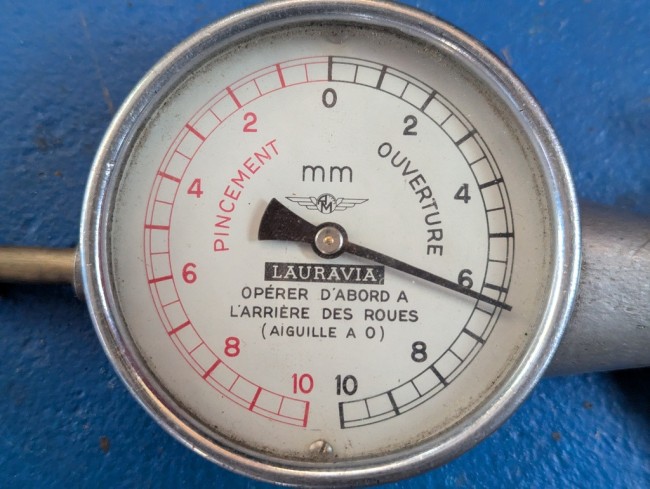 0
2 2
4 4
6 6
8 8
10 10
PINCEMENT
OUVERTURE
mm
JM
LAURAVIA
OPÉRER D'ABORD A
L'ARRIÈRE DES ROUES
(AIGUILLE A 0)